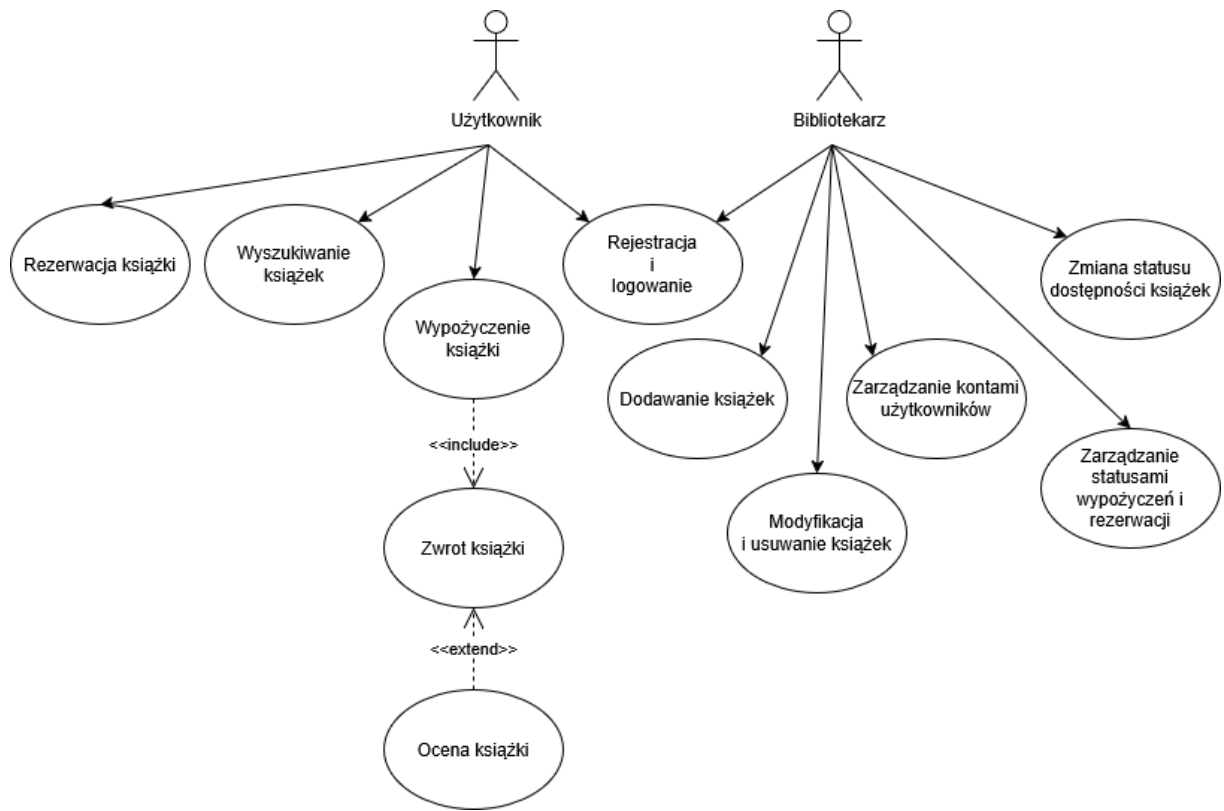 Użytkownik
Bibliotekarz
Rezerwacja książki
Wyszukiwanie
książek
Wypożyczenie
książki
Rejestracja
i
logowanie
Zmiana statusu
dostępności książek
Dodawanie książek
Zarządzanie kontami
użytkowników
Zarządzanie
statusami
wypożyczeń i
rezerwacji
Modyfikacja
i usuwanie książek
<<include>>
Zwrot książki
<<extend>>
Ocena książki